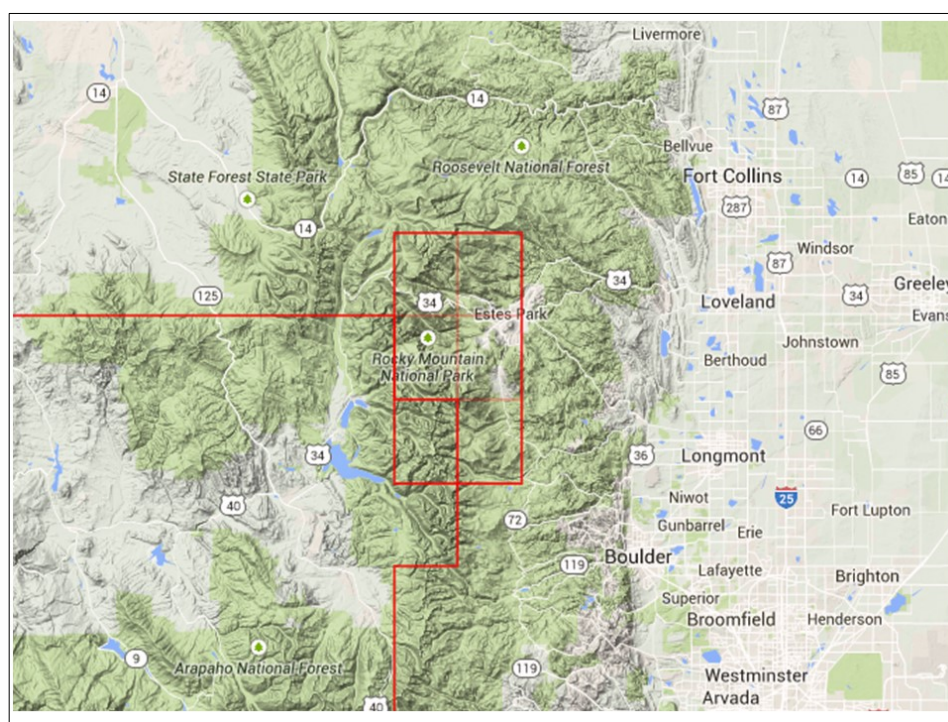 Livermore
14
14
87
Bellvue
Roosevelt National Forest
State Forest State Park
Fort Collins
14
85
14
287
Eaton
14
Windsor
87
34
Greeley
125
34
34
Loveland
Estes Park
Evans
Johnstown
Rocky Mountain
National Park
Berthoud
85
66
34
36
Longmont
40
Niwot
25
Fort Lupton
72
Gunbarrel
Erie
119
Boulder
Lafayette
Brighton
Superior
Broomfield
Henderson
9
Arapaho National Forest
119
Westminster
Arvada
40